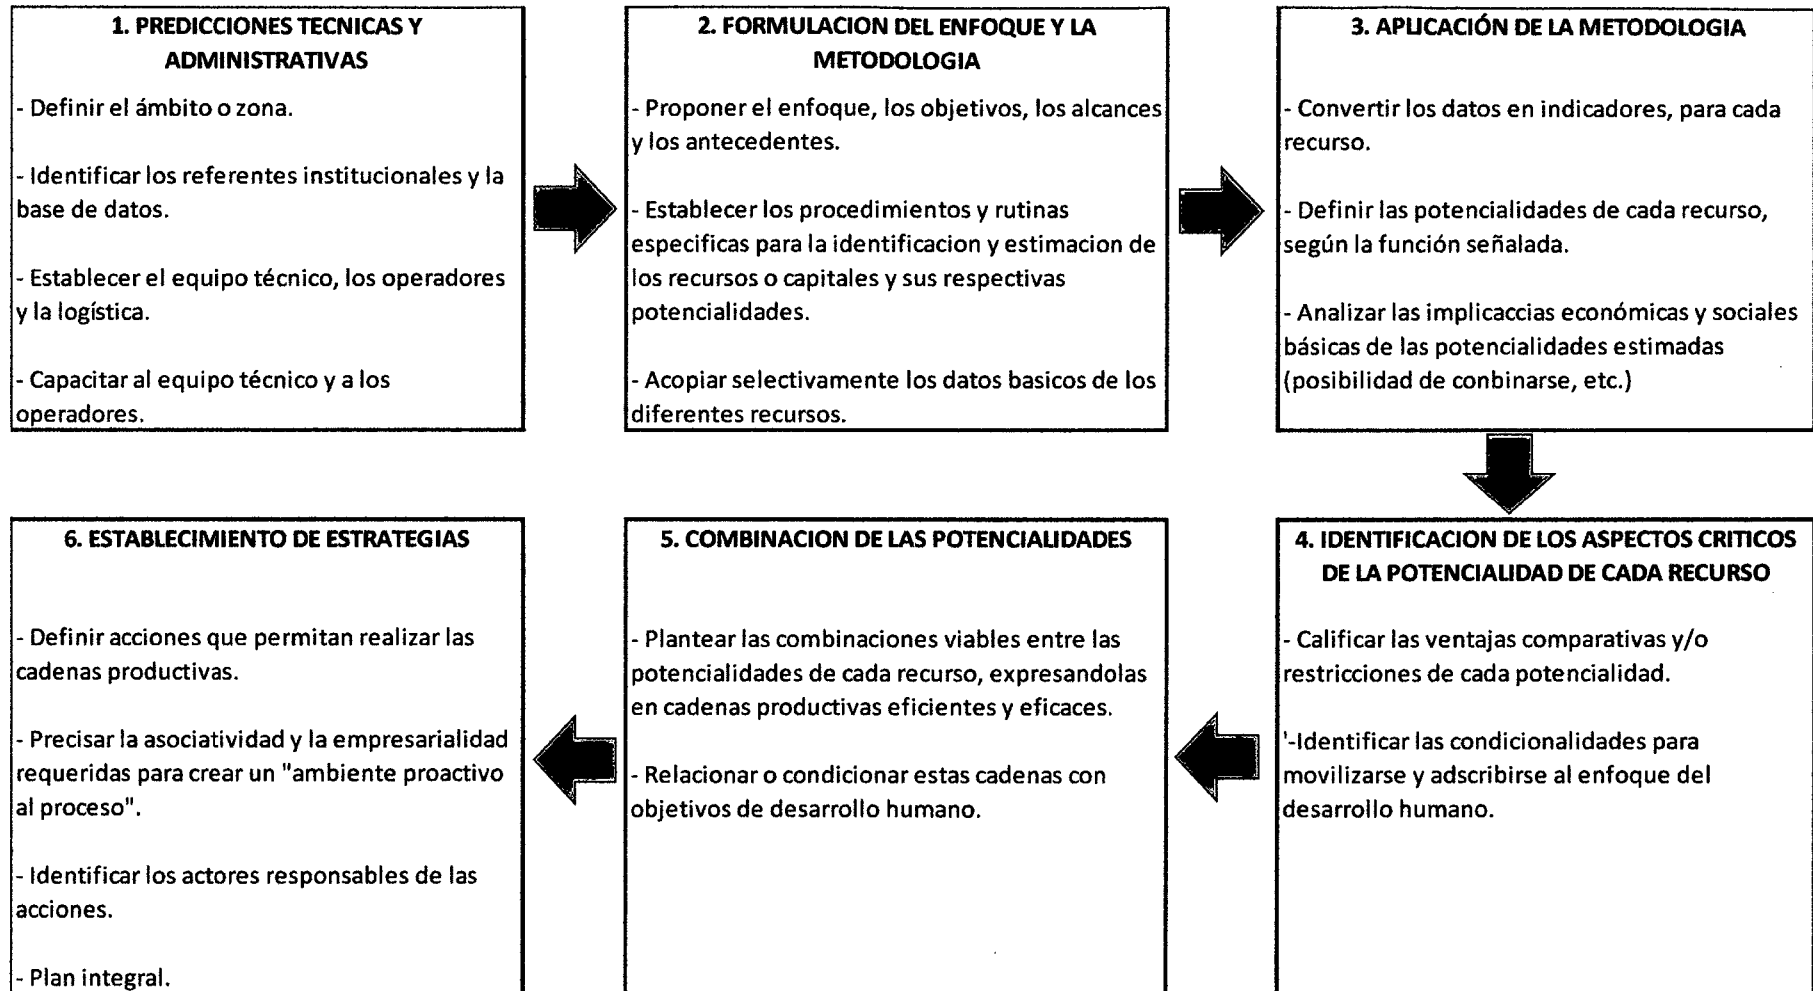 1. PREDICCIONES TECNICAS Y
ADMINISTRATIVAS
- Definir el ámbito o zona.
- Identificar los referentes institucionales y la
base de datos.
- Establecer el equipo técnico, los operadores
y la logística.
- Capacitar al equipo técnico y a los
operadores.
2. FORMULACION DEL ENFOQUE Y LA
METODOLOGIA
- Proponer el enfoque, los objetivos, los alcances
y los antecedentes.
- Establecer los procedimientos y rutinas
especificas para la identificacion y estimacion de
los recursos o capitales y sus respectivas
potencialidades.
- Acopiar selectivamente los datos basicos de los
diferentes recursos.
3. APLICACIÓN DE LA METODOLOGIA
- Convertir los datos en indicadores, para cada
recurso.
- Definir las potencialidades de cada recurso,
según la función señalada.
- Analizar las implicaccias económicas y sociales
básicas de las potencialidades estimadas
(posibilidad de conbinarse, etc.)
4. IDENTIFICACION DE LOS ASPECTOS CRITICOS
DE LA POTENCIALIDAD DE CADA RECURSO
- Calificar las ventajas comparativas y/o
restricciones de cada potencialidad.
'-Identificar las condicionalidades para
movilizarse y adscribirse al enfoque del
desarrollo humano.
5. COMBINACION DE LAS POTENCIALIDADES
- Plantear las combinaciones viables entre las
potencialidades de cada recurso, expresandolas
en cadenas productivas eficientes y eficaces.
- Relacionar o condicionar estas cadenas con
objetivos de desarrollo humano.
6. ESTABLECIMIENTO DE ESTRATEGIAS
- Definir acciones que permitan realizar las
cadenas productivas.
- Precisar la asociatividad y la empresarialidad
requeridas para crear un "ambiente proactivo
al proceso".
- Identificar los actores responsables de las
acciones.
- Plan integral.